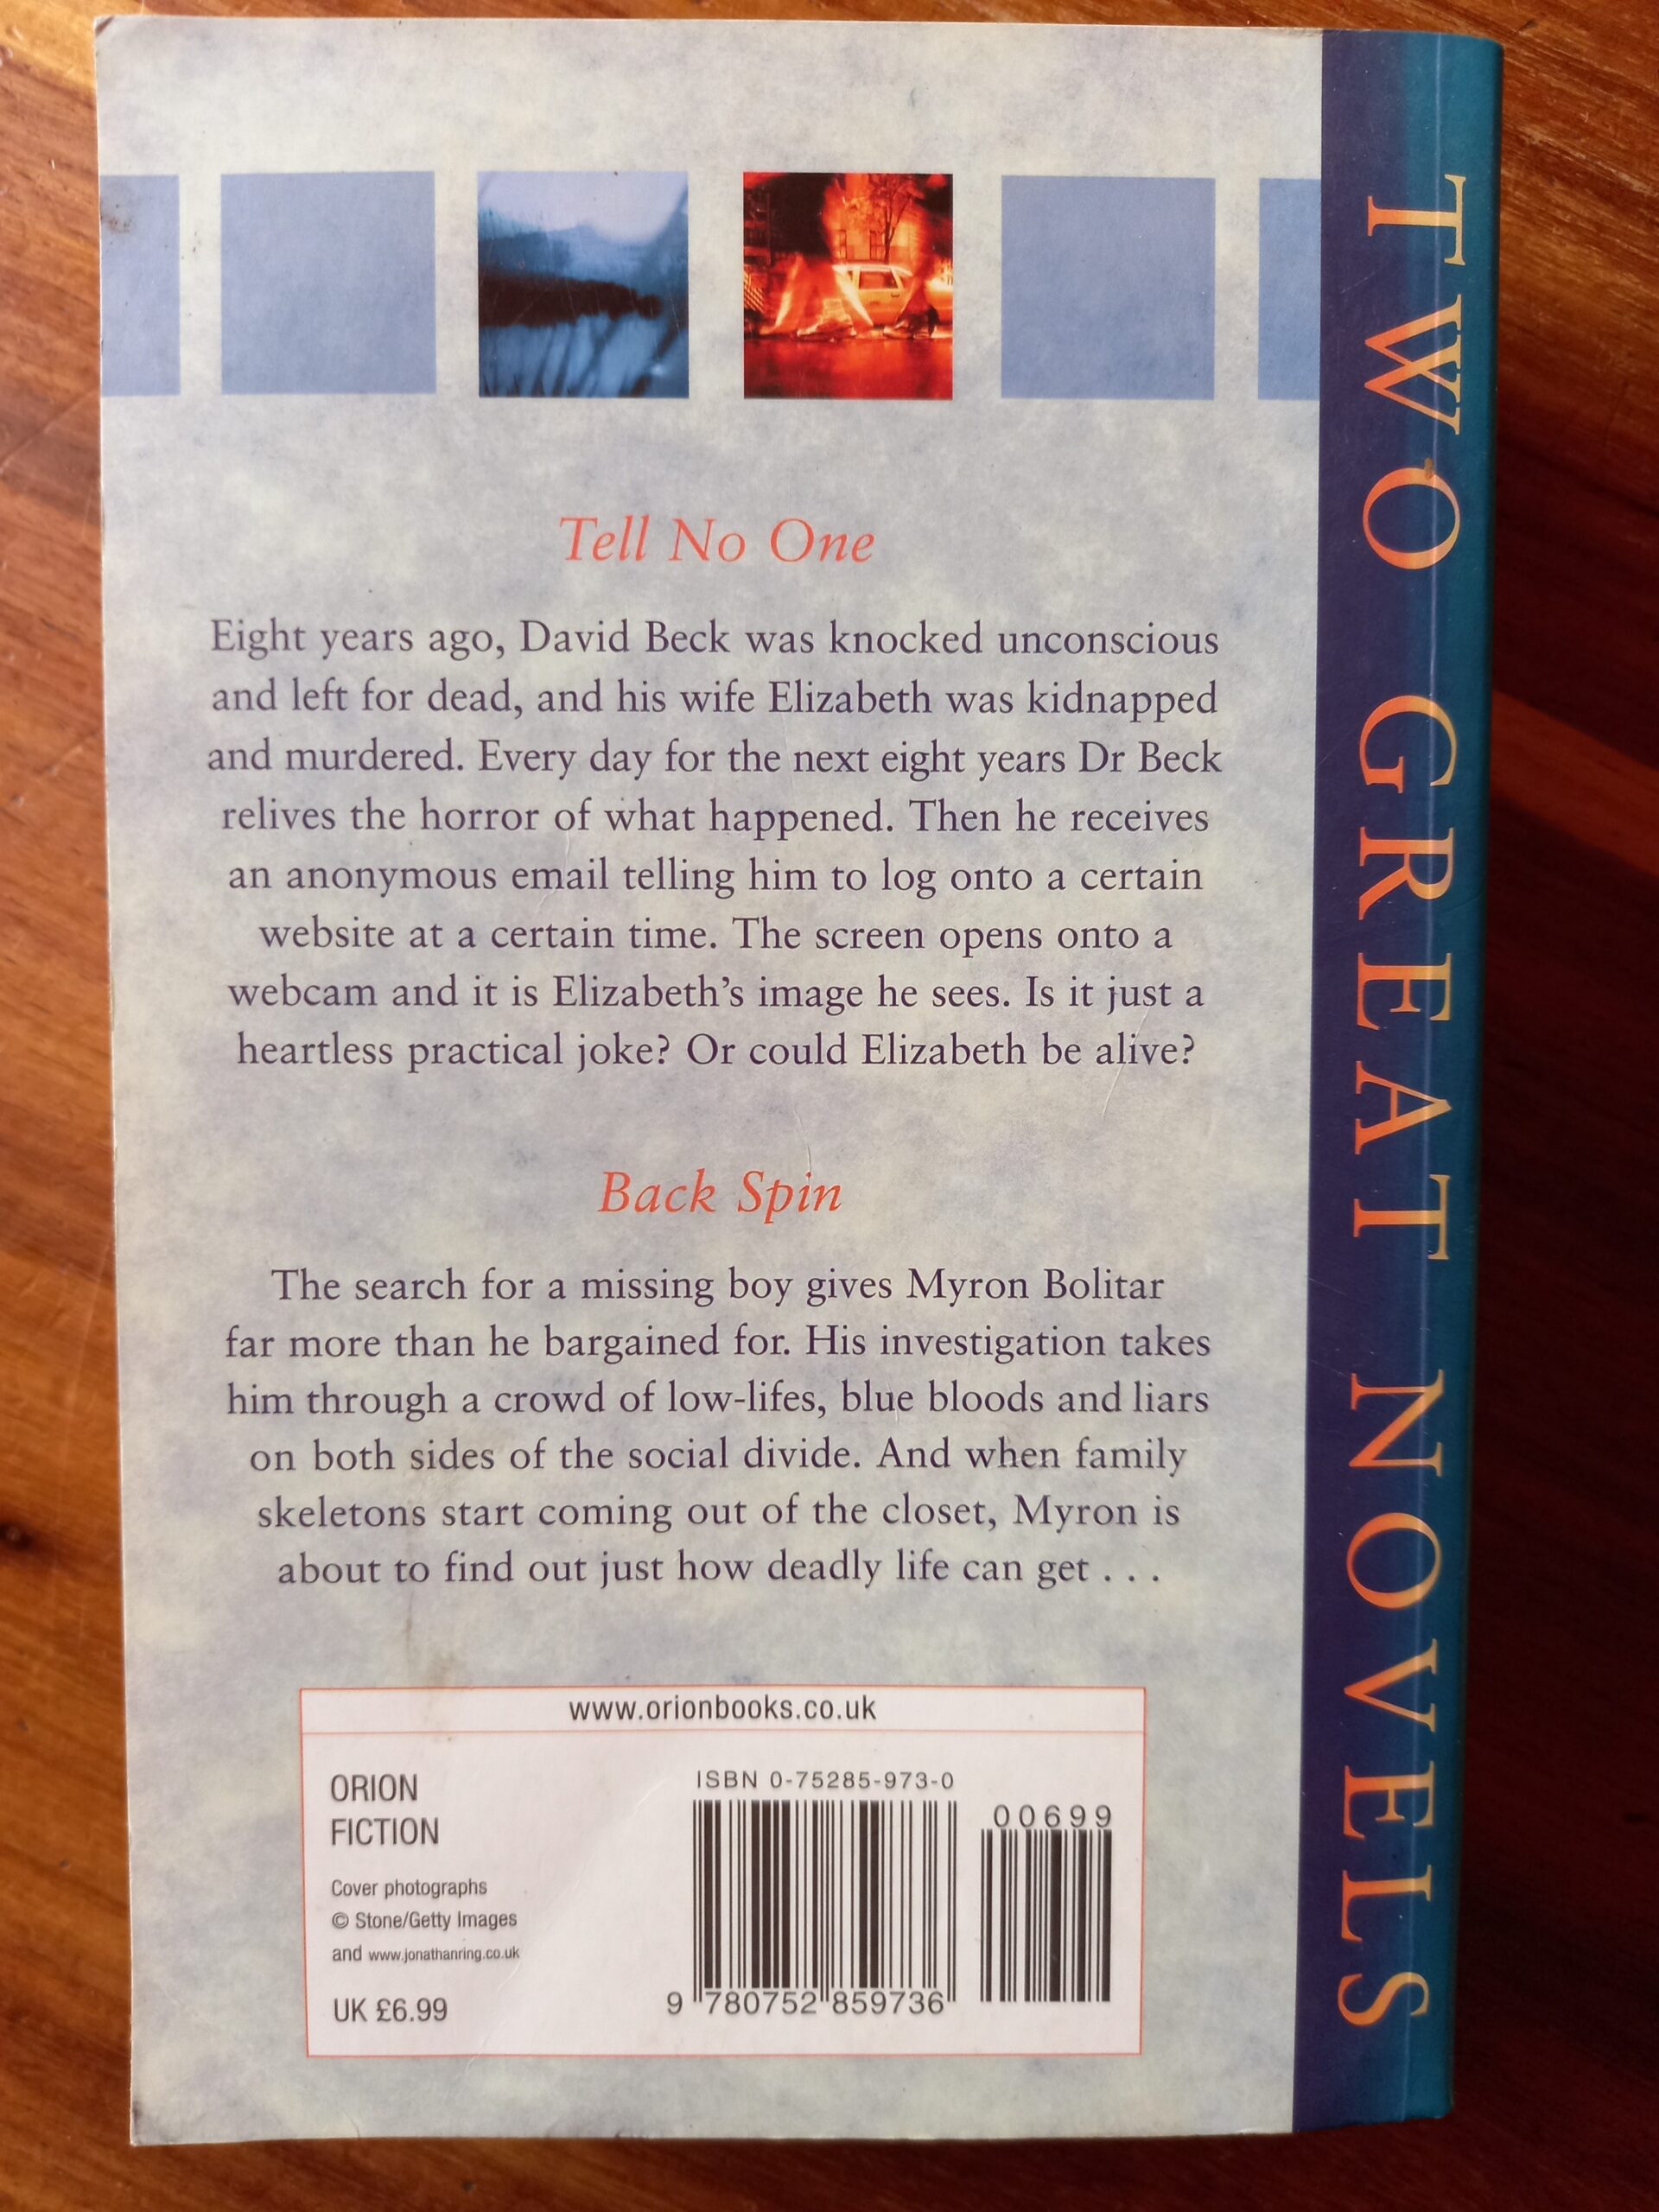 Tell No One
Eight years ago, David Beck was knocked unconscious
and left for dead, and his wife Elizabeth was kidnapped
and murdered. Every day for the next eight years Dr Beck
relives the horror of what happened. Then he receives
an anonymous email telling him to log onto a certain
website at a certain time. The screen opens onto a
webcam and it is Elizabeth’s image he sees. Is it just a
heartless practical joke? Or could Elizabeth be alive?
Back Spin
The search for a missing boy gives Myron Bolitar
far more than he bargained for. His investigation takes
him through a crowd of low-lifes, blue bloods and liars
on both sides of the social divide. And when family
skeletons start coming out of the closet, Myron is
about to find out just how deadly life can get . . .
www.orionbooks.co.uk
ORION
FICTION
Cover photographs
© Stone/Getty Images
and www.jonathanring.co.uk
UK £6.99
ISBN 0-75285-973-0
00699
9 780752 859736
TWO GREAT NOVELS